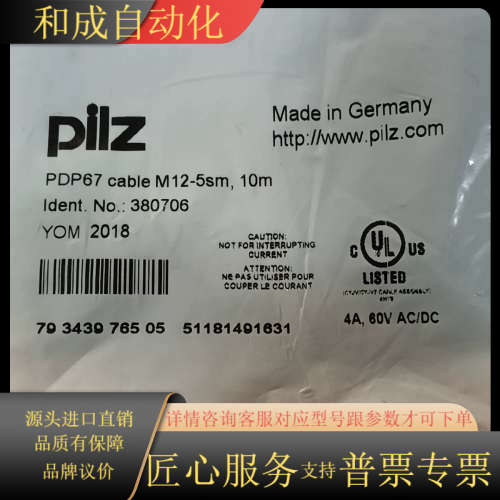 和成自动化
pilz
Made in Germany
http://www.pilz.com
PDP67 cable M12-5sm, 10m
Ident. No.: 380706
YOM 2018
CAUTION:
NOT FOR INTERRUPTING
CURRENT
ATTENTION:
NE PAS UTILISER POUR
COUPER LE COURANT
C UL US
LISTED
4A, 60V AC/DC
79 3439 765 05 51181491631
源头进口直销
品质有保障
品牌议价
详情咨询客服对应型号跟参数才可下单
匠心服务 支持 普票专票